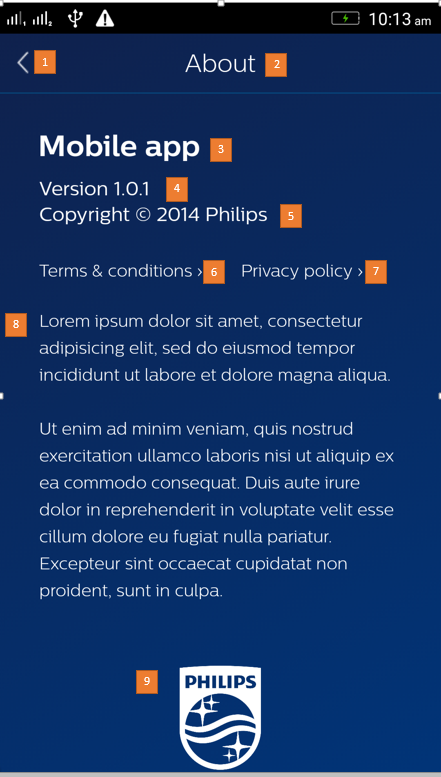 10:13 am
1
About 2
Mobile app 3
Version 1.0.1 4
Copyright © 2014 Philips 5
Terms & conditions › 6 Privacy policy › 7
8 Lorem ipsum dolor sit amet, consectetur
adipisicing elit, sed do eiusmod tempor
incididunt ut labore et dolore magna aliqua.
Ut enim ad minim veniam, quis nostrud
exercitation ullamco laboris nisi ut aliquip ex
ea commodo consequat. Duis aute irure
dolor in reprehenderit in voluptate velit esse
cillum dolore eu fugiat nulla pariatur.
Excepteur sint occaecat cupidatat non
proident, sunt in culpa.
9
PHILIPS